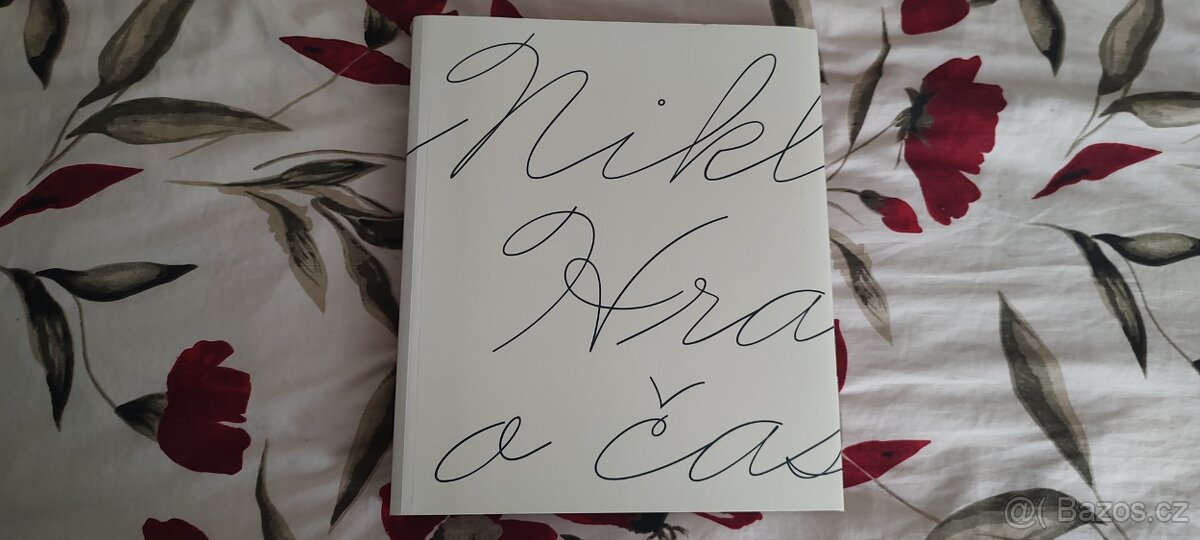 Nikl
Hra
o čas
@( Bazos.cz